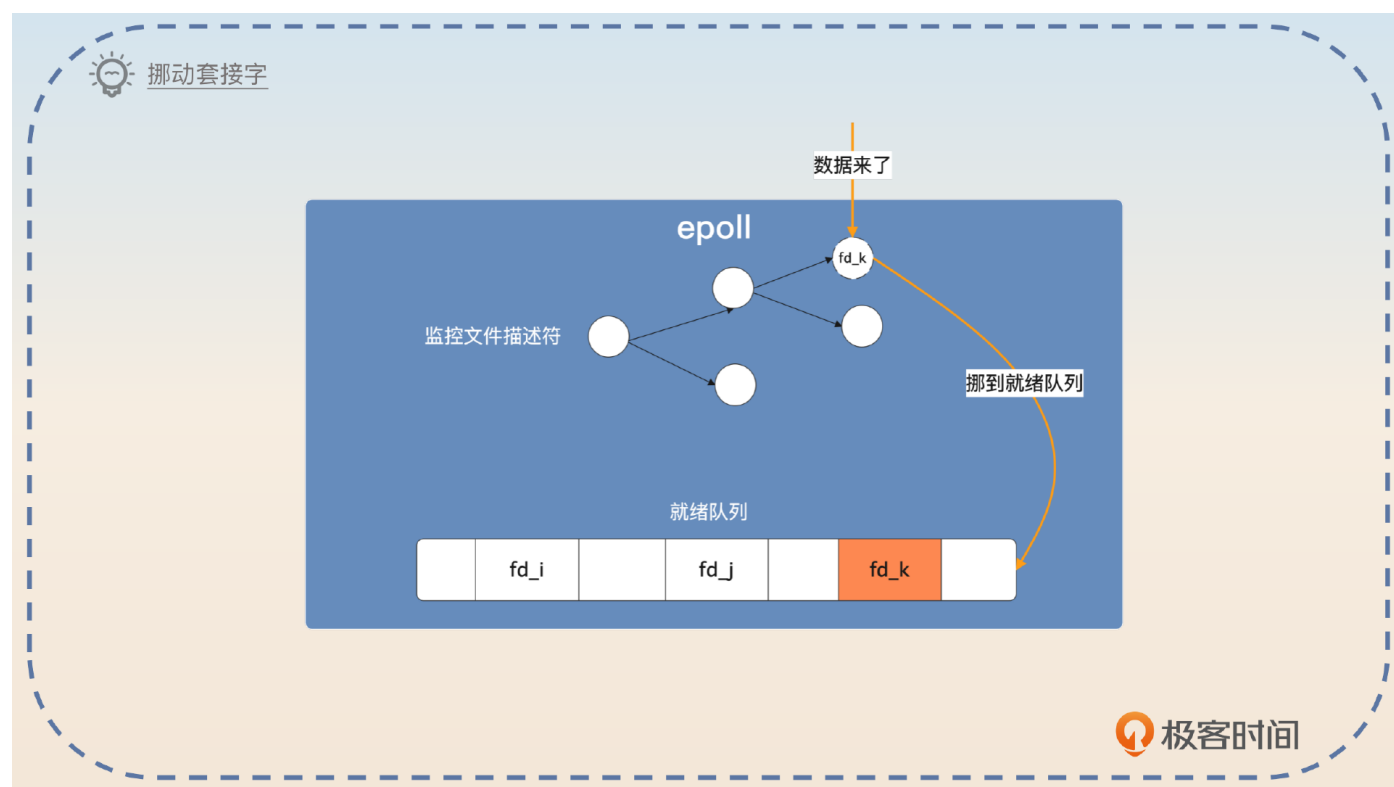 挪动套接字
数据来了
epoll
fd_k
监控文件描述符
挪到就绪队列
就绪队列
fd_i
fd_j
fd_k
极客时间